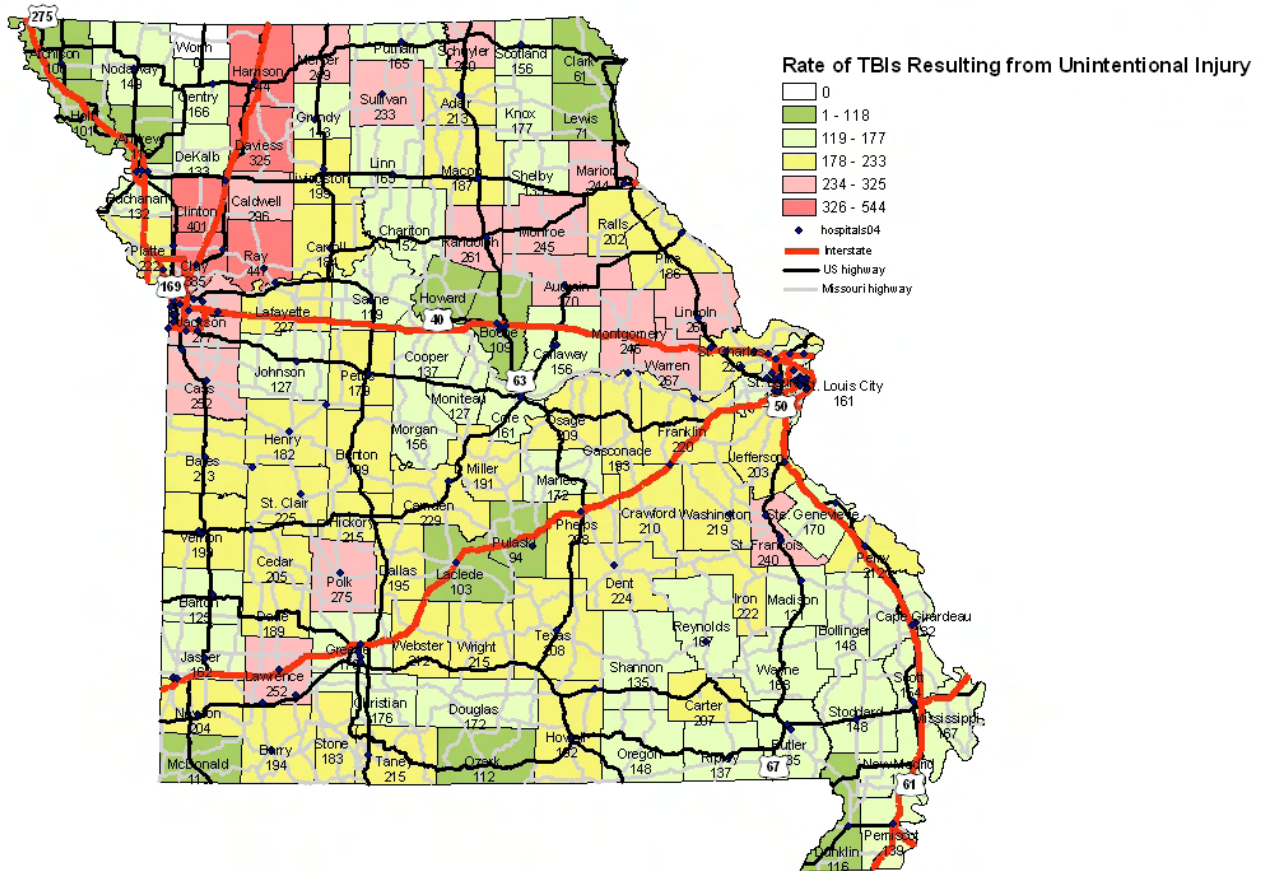 275
Rate of TBIs Resulting from Unintentional Injury
0
1 - 118
119 - 177
178 - 233
234 - 325
326 - 544
hospitals04
Interstate
US highway
Missouri highway
Worth
Nodaway
149
Gentry
166
Harrison
Mercer
Putnam
165
Schuyler
Scotland
156
Clark
61
Holt
101
Sullivan
233
Adair
213
Knox
177
Lewis
71
Grundy
DeKalb
133
Daviess
325
Linn
Macon
187
Shelby
Marion
244
Livingston
Buchanan
132
Clinton
401
Caldwell
296
Chariton
152
Randolph
261
Monroe
245
Ralls
202
Pike
186
Platte
Ray
Carroll
Clay
169
Jackson
277
Lafayette
227
Saline
119
Howard
40
Boone
109
Audrain
Montgomery
Lincoln
Warren
267
Callaway
156
St. Charles
St. Louis City
161
50
Cass
252
Johnson
127
Pettis
179
Cooper
137
63
Moniteau
127
Cole
161
Osage
Morgan
156
Henry
182
Benton
Bates
Miller
191
Gasconade
193
Franklin
220
Jefferson
203
Maries
172
St. Clair
225
Camden
229
Hickory
215
Crawford
210
Washington
219
Ste. Genevieve
170
St. Francois
240
Phelps
Pulaski
94
Vernon
Cedar
205
Polk
275
Dallas
195
Laclede
103
Dent
224
Iron
222
Madison
Perry
Barton
Dade
189
Reynolds
Bollinger
148
Cape Girardeau
Jasper
162
Greene
Webster
212
Wright
215
Texas
Shannon
135
Wayne
Scott
Lawrence
252
Christian
176
Douglas
172
Carter
Stoddard
148
Mississippi
167
Newton
204
Barry
194
Stone
183
Taney
215
Ozark
112
Howell
Oregon
148
Ripley
137
Butler
67
McDonald
New Madrid
61
Pemiscot
139
Dunklin
116